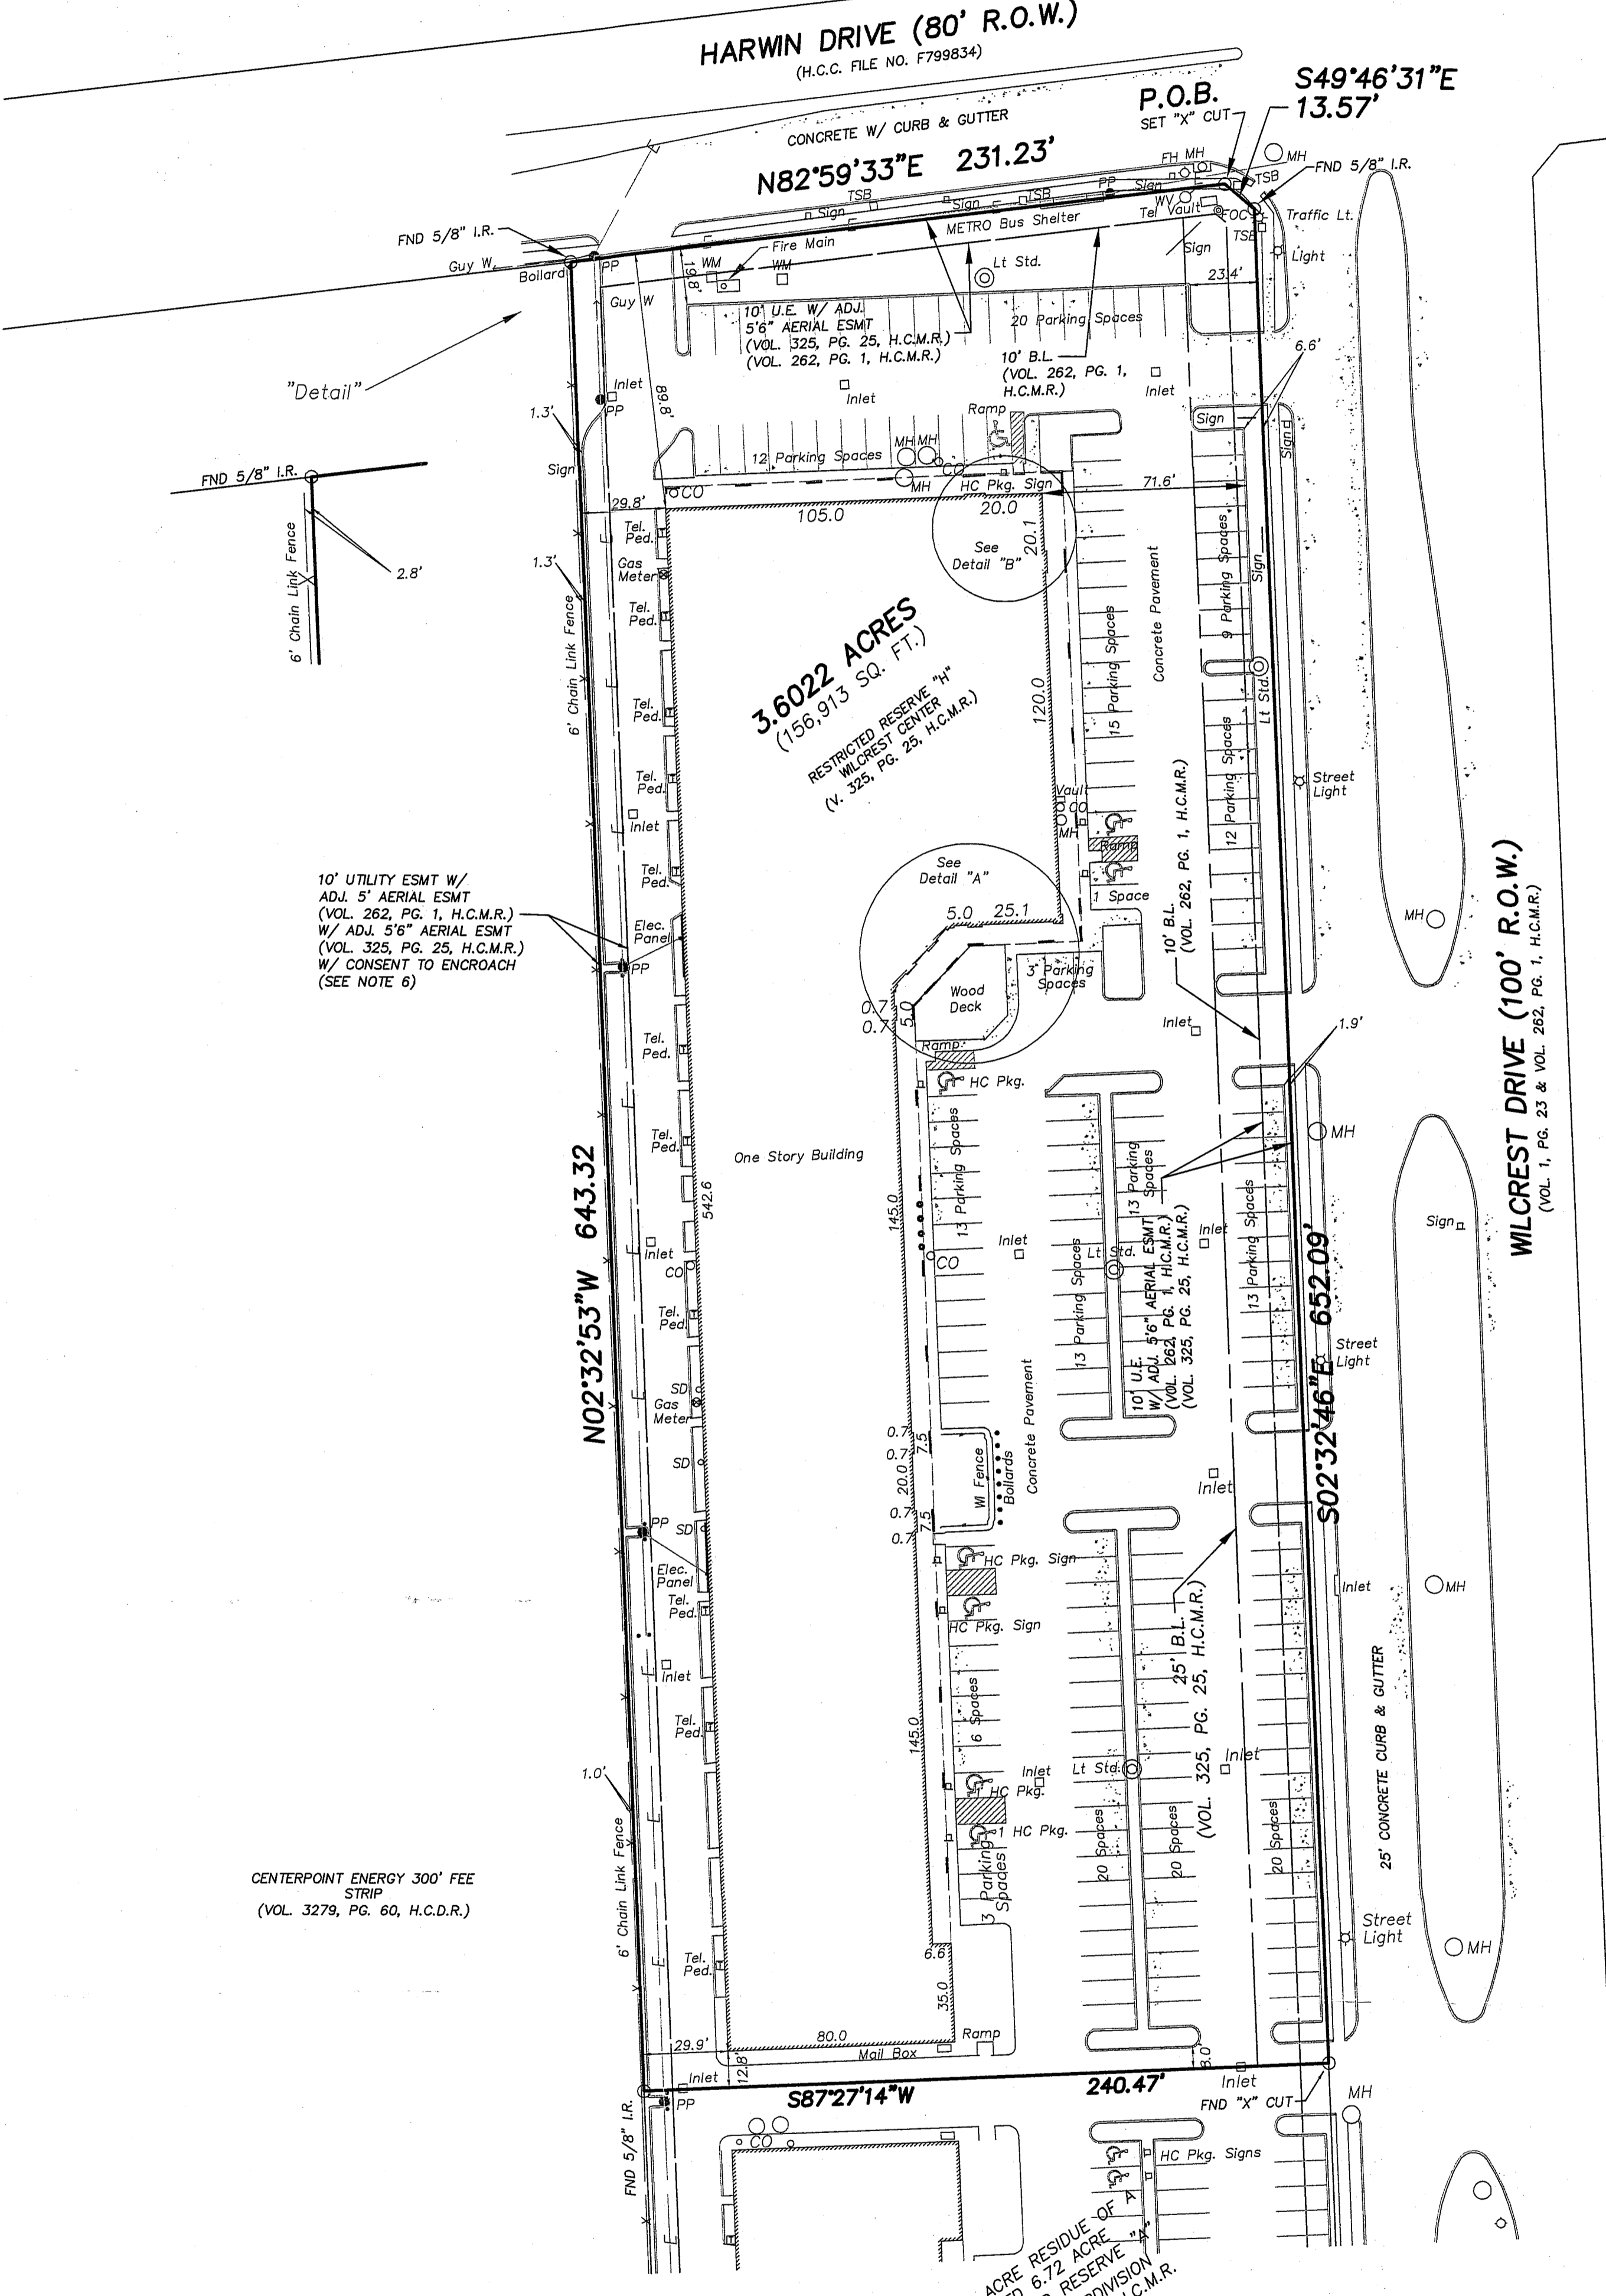 HARWIN DRIVE (80' R.O.W.)
(H.C.C. FILE NO. F799834)
S49°46'31"E
13.57'
P.O.B.
SET "X" CUT
CONCRETE W/ CURB & GUTTER
N82°59'33"E 231.23'
FH MH
MH
FND 5/8" I.R.
TSB
TSB
Sign
Sign
TSB
PP
Sign
WV
Tel Vault
FOC
TSB
Traffic Lt.
Light
METRO Bus Shelter
Sign
FND 5/8" I.R.
Guy W.
Bollard
PP
Guy W
Fire Main
WM
WM
19.8'
Lt Std.
23.4'
10' U.E. W/ ADJ.
5'6" AERIAL ESMT
(VOL. 325, PG. 25, H.C.M.R.)
(VOL. 262, PG. 1, H.C.M.R.)
20 Parking Spaces
10' B.L.
(VOL. 262, PG. 1,
H.C.M.R.)
Inlet
6.6'
"Detail"
Inlet
PP
89.8'
Inlet
Ramp
Sign
Sign
1.3'
Sign
12 Parking Spaces
MH MH
CO
MH
HC Pkg. Sign
71.6'
FND 5/8" I.R.
2.8'
6' Chain Link Fence
29.8'
CO
105.0
20.0
20.1
See
Detail "B"
Tel.
Ped.
Gas
Meter
1.3'
Tel.
Ped.
6' Chain Link Fence
3.6022 ACRES
(156,913 SQ. FT.)
RESTRICTED RESERVE "H"
WILCREST CENTER
(V. 325, PG. 25, H.C.M.R.)
120.0
15 Parking Spaces
Concrete Pavement
9 Parking Spaces
Sign
Lt Std.
12 Parking Spaces
Tel.
Ped.
Tel.
Ped.
Inlet
Vault
CO
MH
Ramp
1 Space
Street
Light
10' B.L.
(VOL. 262, PG. 1, H.C.M.R.)
Tel.
Ped.
See
Detail "A"
5.0 25.1
MH
10' UTILITY ESMT W/
ADJ. 5' AERIAL ESMT
(VOL. 262, PG. 1, H.C.M.R.)
W/ ADJ. 5'6" AERIAL ESMT
(VOL. 325, PG. 25, H.C.M.R.)
W/ CONSENT TO ENCROACH
(SEE NOTE 6)
Elec.
Panel
PP
Wood
Deck
3 Parking
Spaces
0.7
0.7
5.0
Ramp
HC Pkg.
Inlet
1.9'
WILCREST DRIVE (100' R.O.W.)
(VOL. 1, PG. 23 & VOL. 262, PG. 1, H.C.M.R.)
Tel.
Ped.
Tel.
Ped.
MH
One Story Building
542.6
145.0
13 Parking Spaces
13 Parking
Spaces
13 Parking Spaces
13 Parking Spaces
N02°32'53"W 643.32
Inlet
CO
CO
Inlet
Lt Std.
Inlet
Sign
10' U.E.
W/ ADJ. 5'6" AERIAL ESMT
(VOL. 262, PG. 1, H.C.M.R.)
(VOL. 325, PG. 25, H.C.M.R.)
S02°32'46"E 652.09'
Tel.
Ped.
Street
Light
SD
Gas
Meter
SD
Concrete Pavement
0.7
0.7
7.5
20.0
0.7
7.5
0.7
WI Fence
Bollards
Inlet
PP
SD
Elec.
Panel
Tel.
Ped.
HC Pkg. Sign
HC Pkg. Sign
Inlet
MH
25' B.L.
(VOL. 325, PG. 25, H.C.M.R.)
25' CONCRETE CURB & GUTTER
Inlet
Tel.
Ped.
145.0
6 Spaces
Inlet
Lt Std.
Inlet
1 HC Pkg.
1 HC Pkg.
1.0'
6' Chain Link Fence
20 Spaces
20 Spaces
20 Spaces
CENTERPOINT ENERGY 300' FEE
STRIP
(VOL. 3279, PG. 60, H.C.D.R.)
3 Parking
Spades
Street
Light
MH
Tel.
Ped.
6.6
35.0
29.9'
80.0
Ramp
Mail Box
12.8'
8.0'
Inlet
PP
S87°27'14"W
240.47'
Inlet
FND "X" CUT
MH
FND 5/8" I.R.
CO
HC Pkg. Signs
ACRE RESIDUE OF A
6.72 ACRE
RESERVE "A"